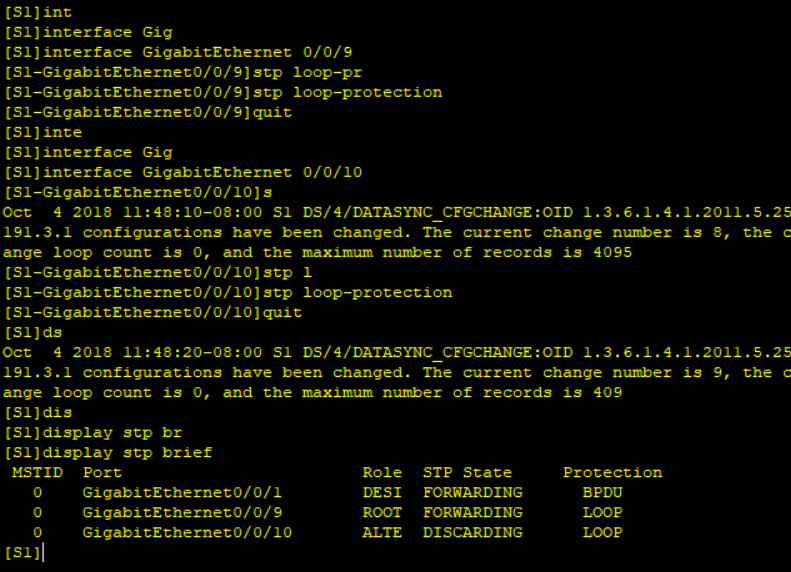 [S1]int
[S1]interface Gig
[S1]interface GigabitEthernet 0/0/9
[S1-GigabitEthernet0/0/9]stp loop-pr
[S1-GigabitEthernet0/0/9]stp loop-protection
[S1-GigabitEthernet0/0/9]quit
[S1]inte
[S1]interface Gig
[S1]interface GigabitEthernet 0/0/10
[S1-GigabitEthernet0/0/10]s
Oct  4 2018 11:48:10-08:00 S1 DS/4/DATASYNC_CFGCHANGE:OID 1.3.6.1.4.1.2011.5.25
191.3.1 configurations have been changed. The current change number is 8, the c
ange loop count is 0, and the maximum number of records is 4095
[S1-GigabitEthernet0/0/10]stp l
[S1-GigabitEthernet0/0/10]stp loop-protection
[S1-GigabitEthernet0/0/10]quit
[S1]ds
Oct  4 2018 11:48:20-08:00 S1 DS/4/DATASYNC_CFGCHANGE:OID 1.3.6.1.4.1.2011.5.25
191.3.1 configurations have been changed. The current change number is 9, the c
ange loop count is 0, and the maximum number of records is 409
[S1]dis
[S1]display stp br
[S1]display stp brief
 MSTID  Port                        Role  STP State     Protection
   0    GigabitEthernet0/0/1        DESI  FORWARDING      BPDU
   0    GigabitEthernet0/0/9        ROOT  FORWARDING      LOOP
   0    GigabitEthernet0/0/10       ALTE  DISCARDING      LOOP
[S1]